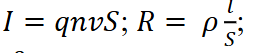 I = qnvS; R = ρ l/S;